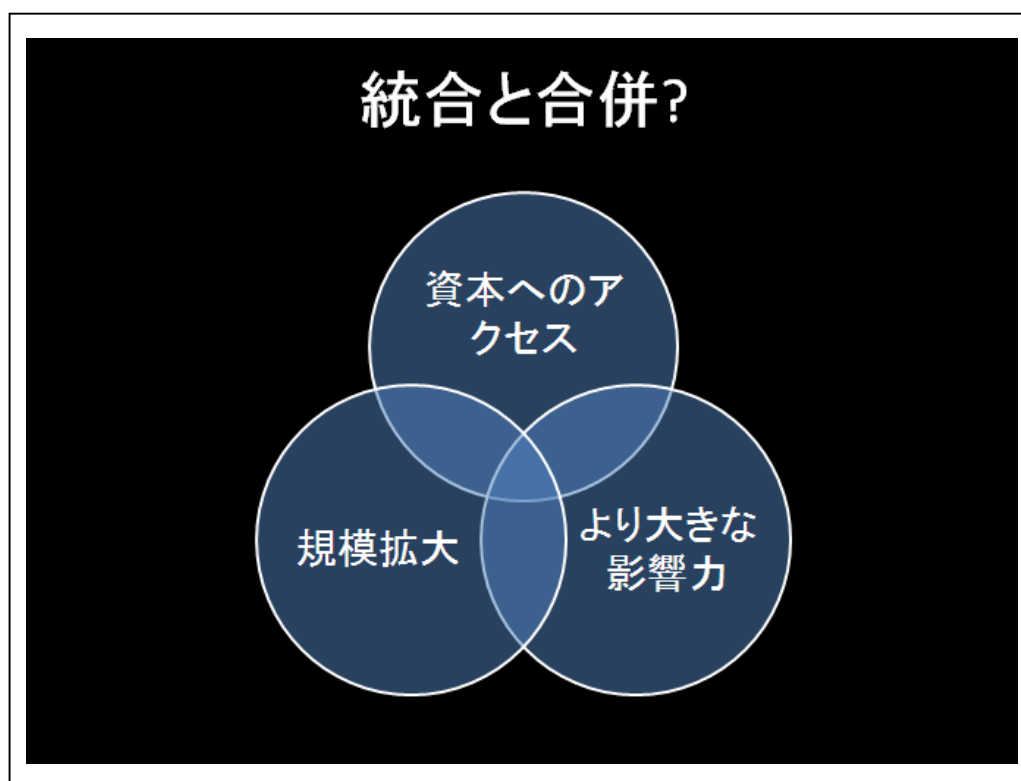 統合と合併?
資本へのア
クセス
規模拡大
より大きな
影響力